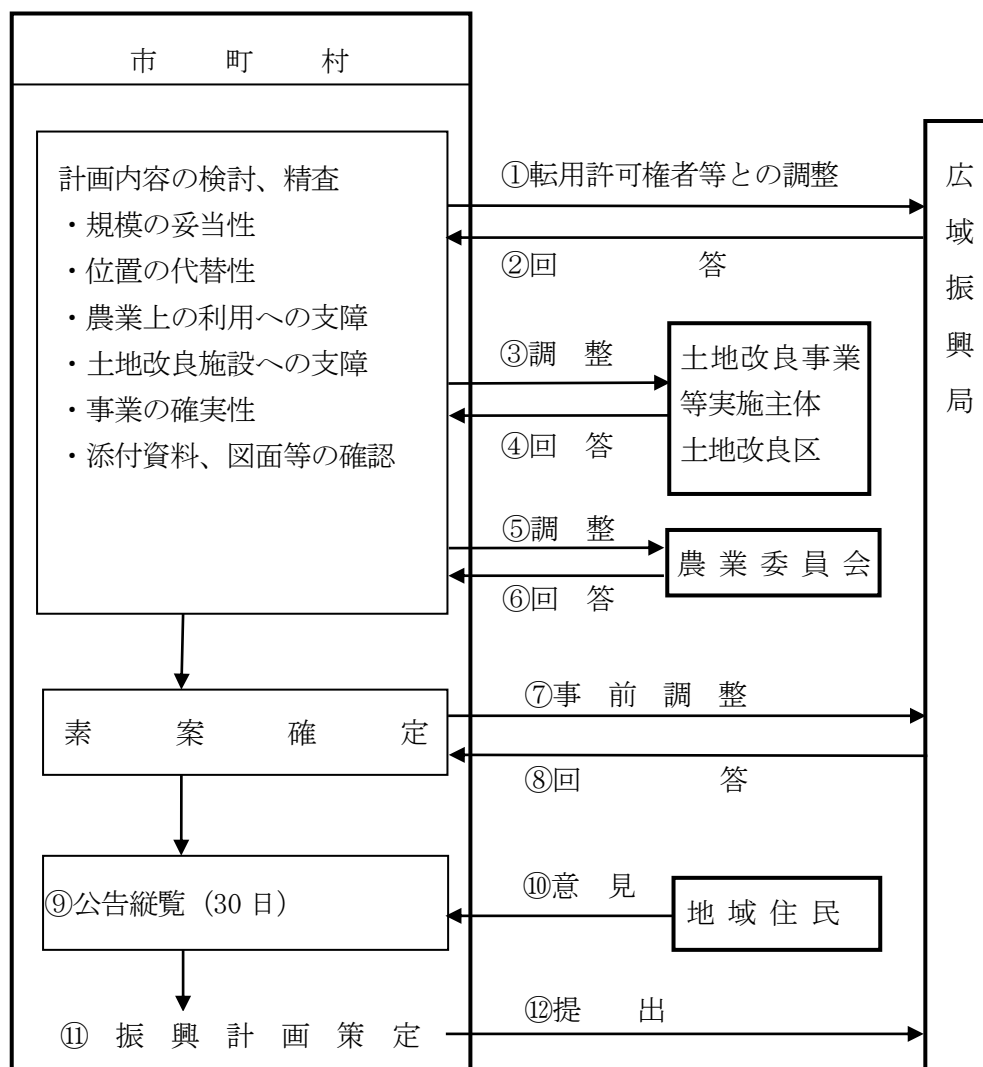 市 町 村
計画内容の検討、精査
・規模の妥当性
・位置の代替性
・農業上の利用への支障
・土地改良施設への支障
・事業の確実性
・添付資料、図面等の確認
①転用許可権者等との調整
②回 答
③調 整
④回 答
土地改良事業
等実施主体
土地改良区
⑤調 整
⑥回 答
農業委員会
広域振興局
素案確定
⑦事前調整
⑧回 答
⑨公告縦覧（30日）
⑩意 見
地域住民
⑪ 振興計画策定
⑫提 出